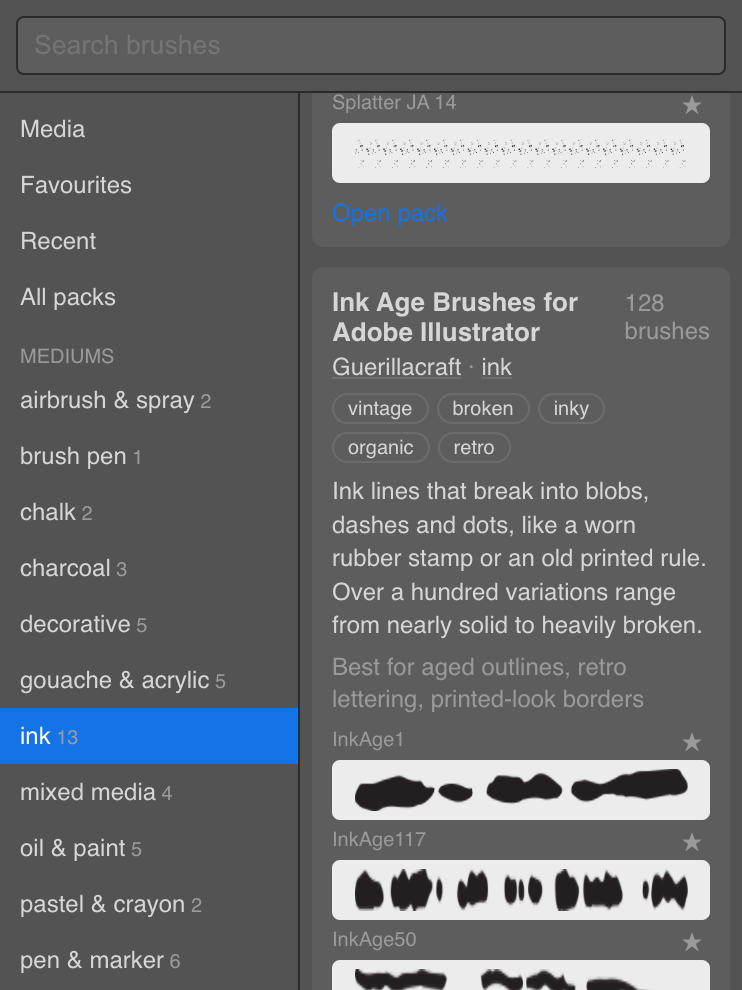 Search brushes
Media
Favourites
Recent
All packs
MEDIUMS
airbrush & spray 2
brush pen 1
chalk 2
charcoal 3
decorative 5
gouache & acrylic 5
ink 13
mixed media 4
oil & paint 5
pastel & crayon 2
pen & marker 6
Splatter JA 14
Open pack
Ink Age Brushes for
Adobe Illustrator
128
brushes
Guerillacraft · ink
vintage broken inky
organic retro
Ink lines that break into blobs,
dashes and dots, like a worn
rubber stamp or an old printed rule.
Over a hundred variations range
from nearly solid to heavily broken.
Best for aged outlines, retro
lettering, printed-look borders
InkAge1
InkAge117
InkAge50